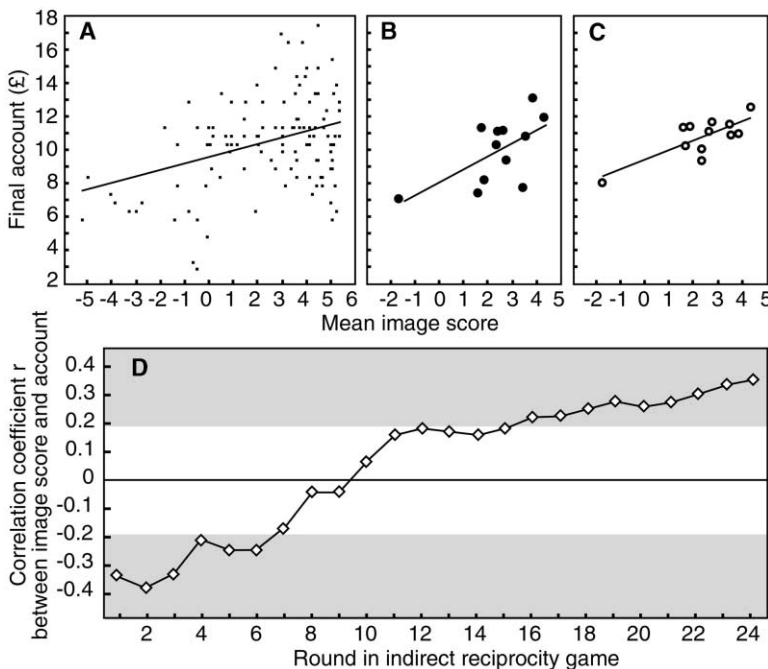 A
B
C
Final account (£)
18
16
14
12
10
8
6
4
2
-5 -4 -3 -2 -1 0 1 2 3 4 5 6
-2 -1 0 1 2 3 4 5
-2 -1 0 1 2 3 4 5
Mean image score
D
Correlation coefficient r
between image score and account
0.4
0.3
0.2
0.1
0
-0.1
-0.2
-0.3
-0.4
2 4 6 8 10 12 14 16 18 20 22 24
Round in indirect reciprocity game